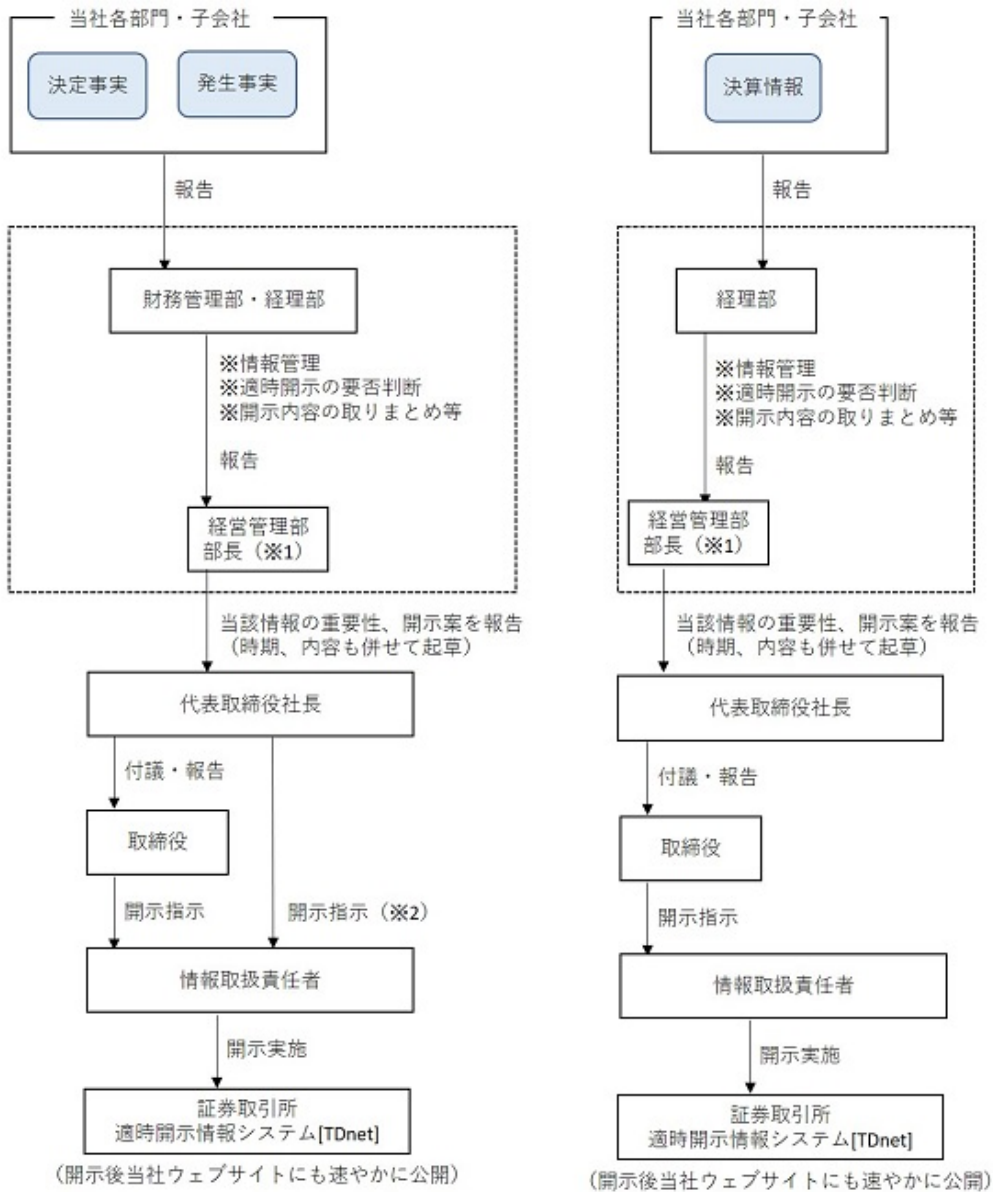 当社各部門・子会社
決定事実
発生事実
報告
財務管理部・経理部
※情報管理
※適時開示の要否判断
※開示内容の取りまとめ等
報告
経営管理部
部長（※1）
当該情報の重要性、開示案を報告
（時期、内容も併せて起草）
代表取締役社長
付議・報告
取締役
開示指示
開示指示（※2）
情報取扱責任者
開示実施
証券取引所
適時開示情報システム[TDnet]
（開示後当社ウェブサイトにも速やかに公開）
当社各部門・子会社
決算情報
報告
経理部
※情報管理
※適時開示の要否判断
※開示内容の取りまとめ等
報告
経営管理部
部長（※1）
当該情報の重要性、開示案を報告
（時期、内容も併せて起草）
代表取締役社長
付議・報告
取締役
開示指示
情報取扱責任者
開示実施
証券取引所
適時開示情報システム[TDnet]
（開示後当社ウェブサイトにも速やかに公開）